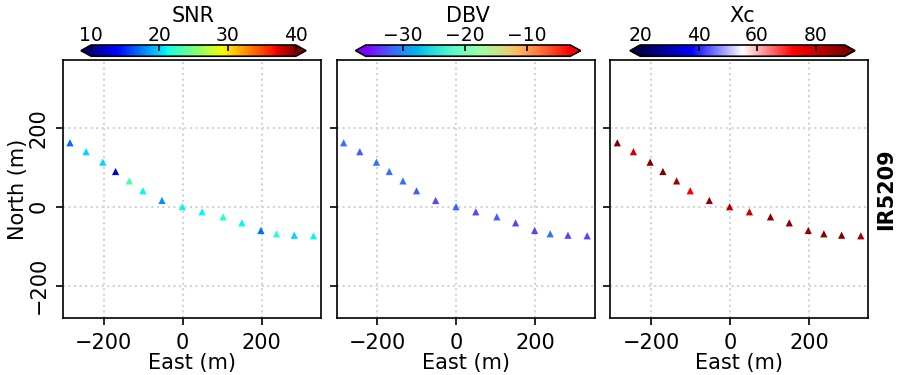 SNR DBV Xc
10 20 30 40 −30 −20 −10 20 40 60 80
200
0
−200
North (m)
IR5209
−200 0 200 −200 0 200 −200 0 200
East (m) East (m) East (m)